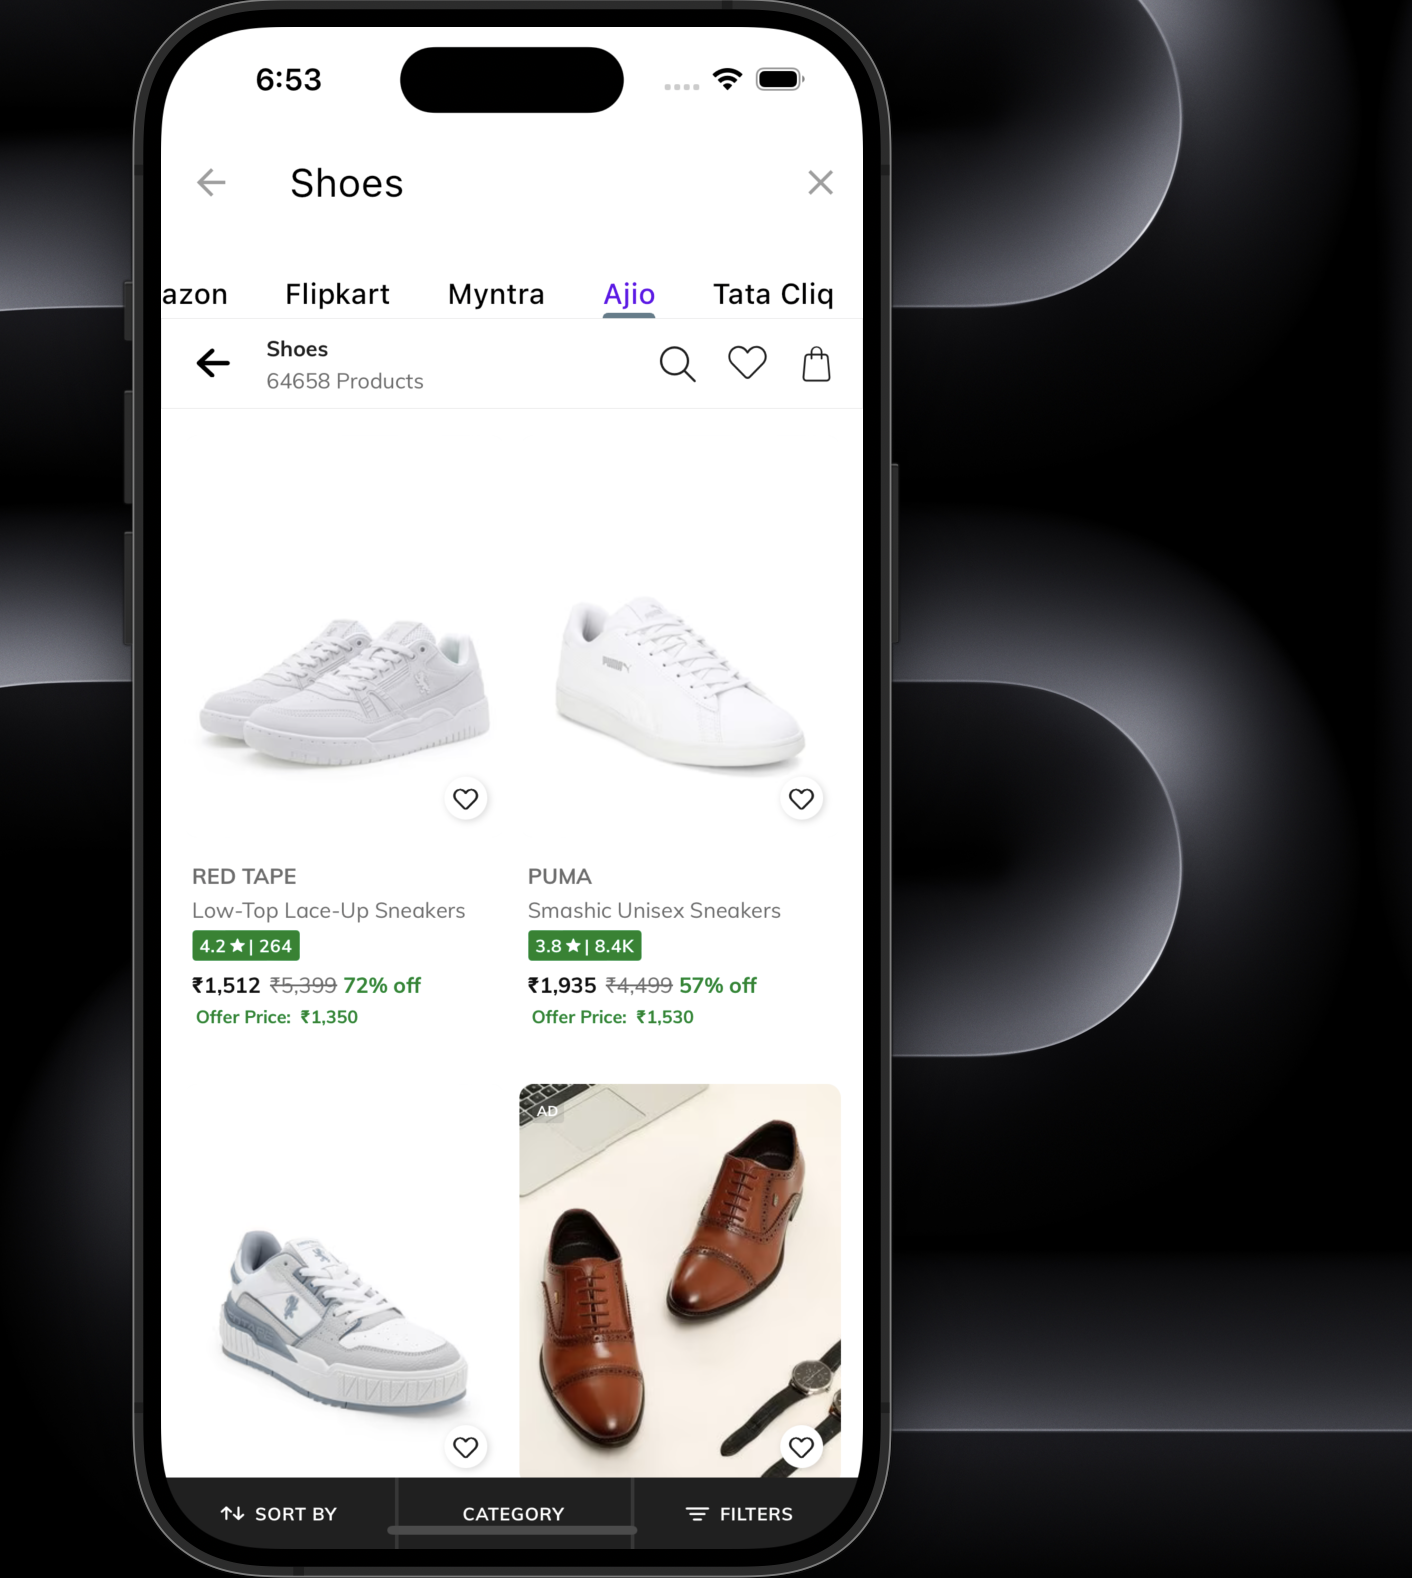 6:53
Shoes
azon Flipkart Myntra Ajio Tata Cliq
Shoes
64658 Products
PUMA
RED TAPE
Low-Top Lace-Up Sneakers
4.2 ★ | 264
₹1,512 ₹5,399 72% off
Offer Price: ₹1,350
PUMA
Smashic Unisex Sneakers
3.8 ★ | 8.4K
₹1,935 ₹4,499 57% off
Offer Price: ₹1,530
AD
SORT BY CATEGORY FILTERS